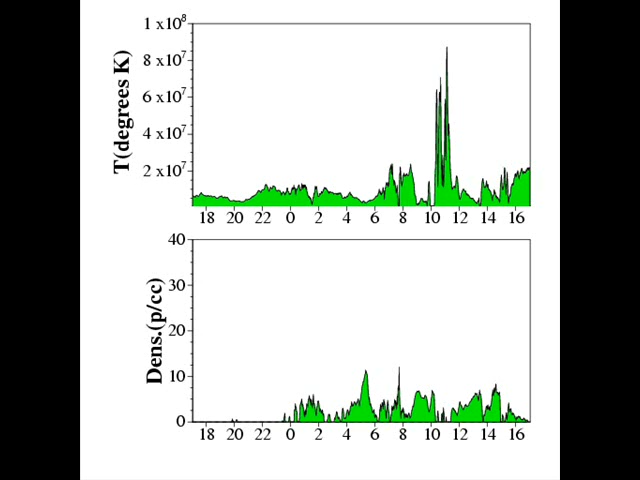 T(degrees K)
1 x10⁸
8 x10⁷
6 x10⁷
4 x10⁷
2 x10⁷
18 20 22 0 2 4 6 8 10 12 14 16
Dens.(p/cc)
40
30
20
10
0
18 20 22 0 2 4 6 8 10 12 14 16